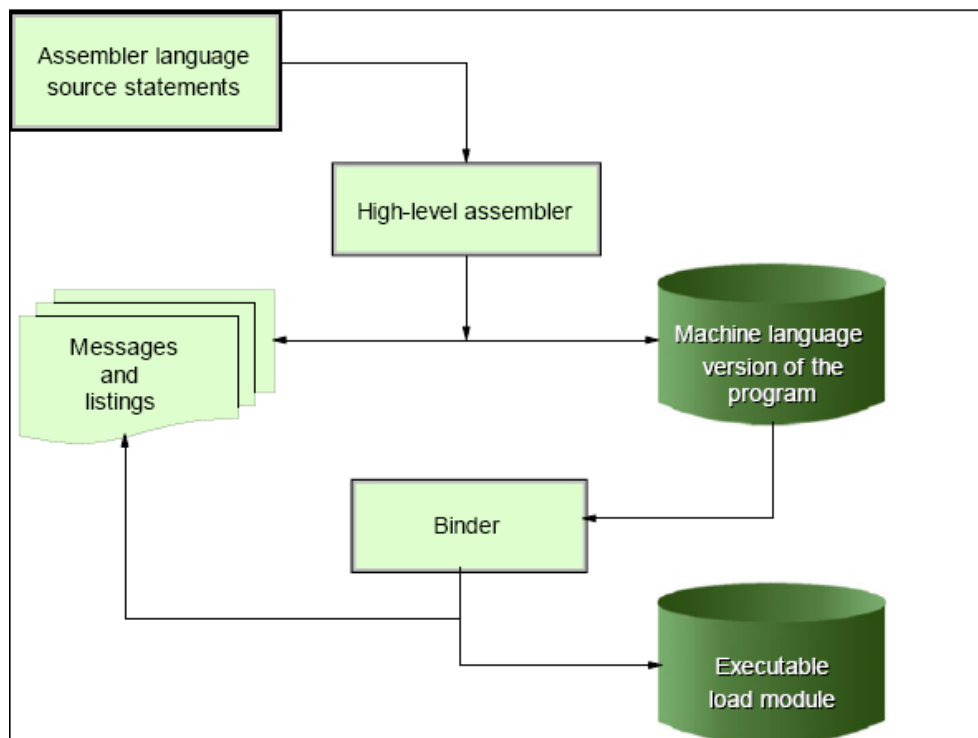 Assembler language
source statements
High-level assembler
Messages
and
listings
Machine language
version of the
program
Binder
Executable
load module